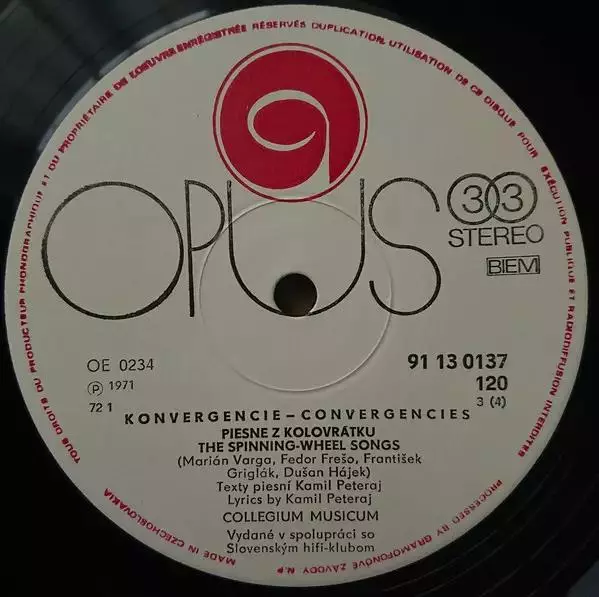 TOUS DROITS DU PRODUCTEUR PHONOGRAPHIQUE ET DU PROPRIÉTAIRE DE L'OEUVRE ENREGISTRÉE RÉSERVÉS DUPLICATION, UTILISATION DE CE DISQUE POUR EXÉCUTION PUBLIQUE ET RADIODIFFUSION INTERDITES
OPUS
33
STEREO
BIEM
OE 0234
Ⓟ 1971
72 1
91 13 0137
120
3 (4)
KONVERGENCIE – CONVERGENCIES
PIESNE Z KOLOVRÁTKU
THE SPINNING-WHEEL SONGS
(Marián Varga, Fedor Frešo, František
Griglák, Dušan Hájek)
Texty piesní Kamil Peteraj
Lyrics by Kamil Peteraj
COLLEGIUM MUSICUM
Vydané v spolupráci so
Slovenským hifi-klubom
MADE IN CZECHOSLOVAKIA
PROCESSED BY GRAMOFONOVÉ ZÁVODY N.P